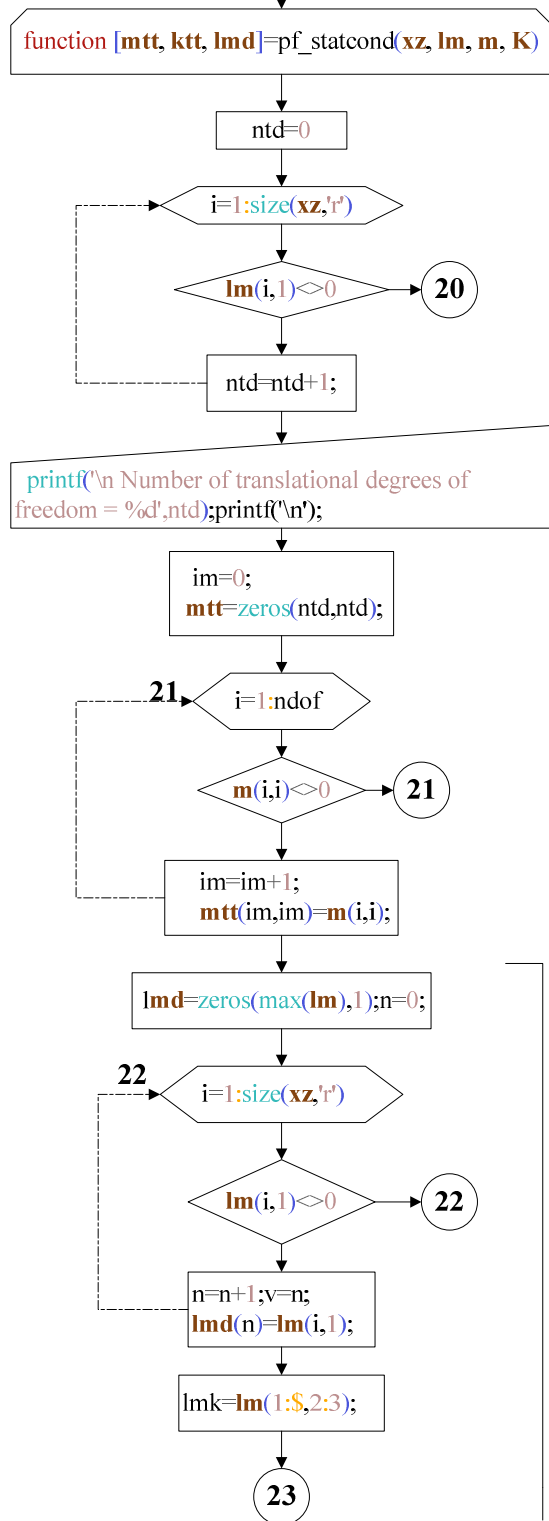 function [mtt, ktt, lmd]=pf_statcond(xz, lm, m, K)
ntd=0
i=1:size(xz,'r')
lm(i,1)<>0
20
ntd=ntd+1;
printf('\n Number of translational degrees of
freedom = %d',ntd);printf('\n');
im=0;
mtt=zeros(ntd,ntd);
21
i=1:ndof
m(i,i)<>0
21
im=im+1;
mtt(im,im)=m(i,i);
lmd=zeros(max(lm),1);n=0;
22
i=1:size(xz,'r')
lm(i,1)<>0
22
n=n+1;v=n;
lmd(n)=lm(i,1);
lmk=lm(1:$,2:3);
23